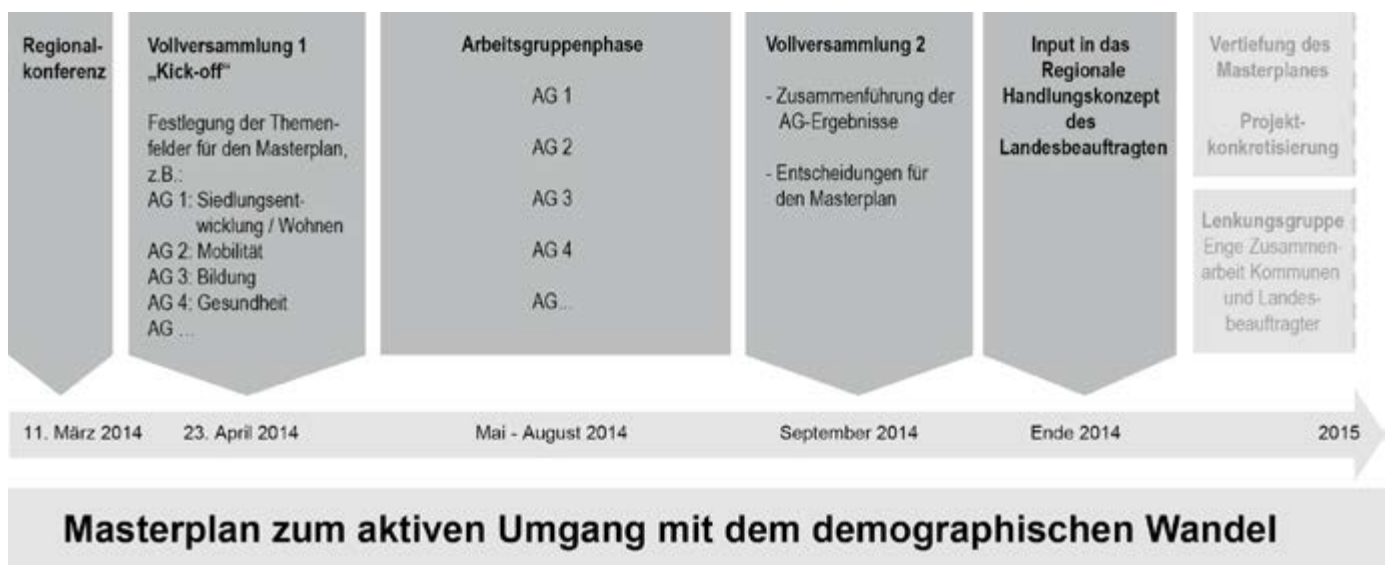 Regional-
konferenz
Vollversammlung 1
„Kick-off“
Festlegung der Themen-
felder für den Masterplan,
z.B.:
AG 1: Siedlungsent-
wicklung / Wohnen
AG 2: Mobilität
AG 3: Bildung
AG 4: Gesundheit
AG ...
Arbeitsgruppenphase
AG 1
AG 2
AG 3
AG 4
AG...
Vollversammlung 2
- Zusammenführung der
AG-Ergebnisse
- Entscheidungen für
den Masterplan
Input in das
Regionale
Handlungskonzept
des
Landesbeauftragten
Vertiefung des
Masterplanes
Projekt-
konkretisierung
Lenkungsgruppe
Enge Zusammen-
arbeit Kommunen
und Landes-
beauftragter
11. März 2014
23. April 2014
Mai - August 2014
September 2014
Ende 2014
2015
Masterplan zum aktiven Umgang mit dem demographischen Wandel